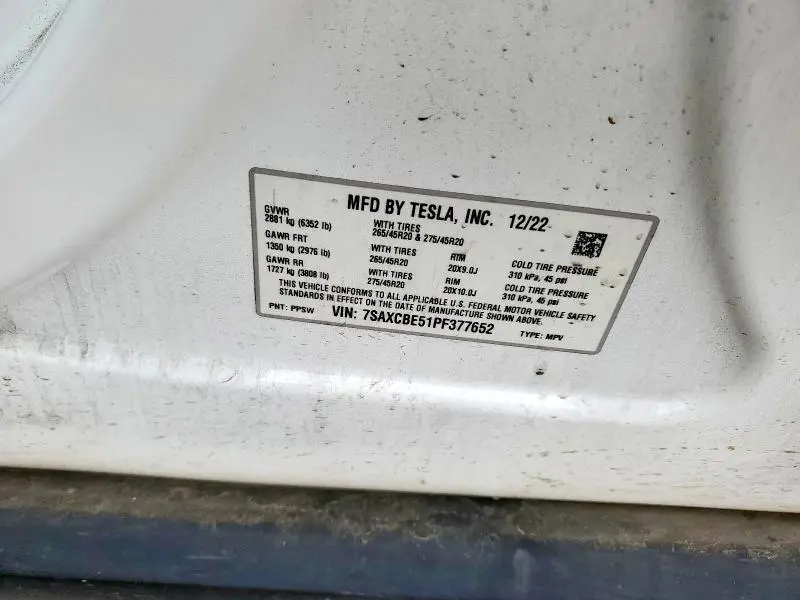 MFD BY TESLA, INC. 12/22
GVWR
2881 kg (6352 lb)
WITH TIRES
265/45R20 & 275/45R20
GAWR FRT
1350 kg (2976 lb)
WITH TIRES
265/45R20
RIM
20X9.0J
COLD TIRE PRESSURE
310 kPa, 45 psi
GAWR RR
1727 kg (3808 lb)
WITH TIRES
275/45R20
RIM
20X10.0J
COLD TIRE PRESSURE
310 kPa, 45 psi
THIS VEHICLE CONFORMS TO ALL APPLICABLE U.S. FEDERAL MOTOR VEHICLE SAFETY
STANDARDS IN EFFECT ON THE DATE OF MANUFACTURE SHOWN ABOVE.
PNT: PPSW VIN: 7SAXCBE51PF377652 TYPE: MPV